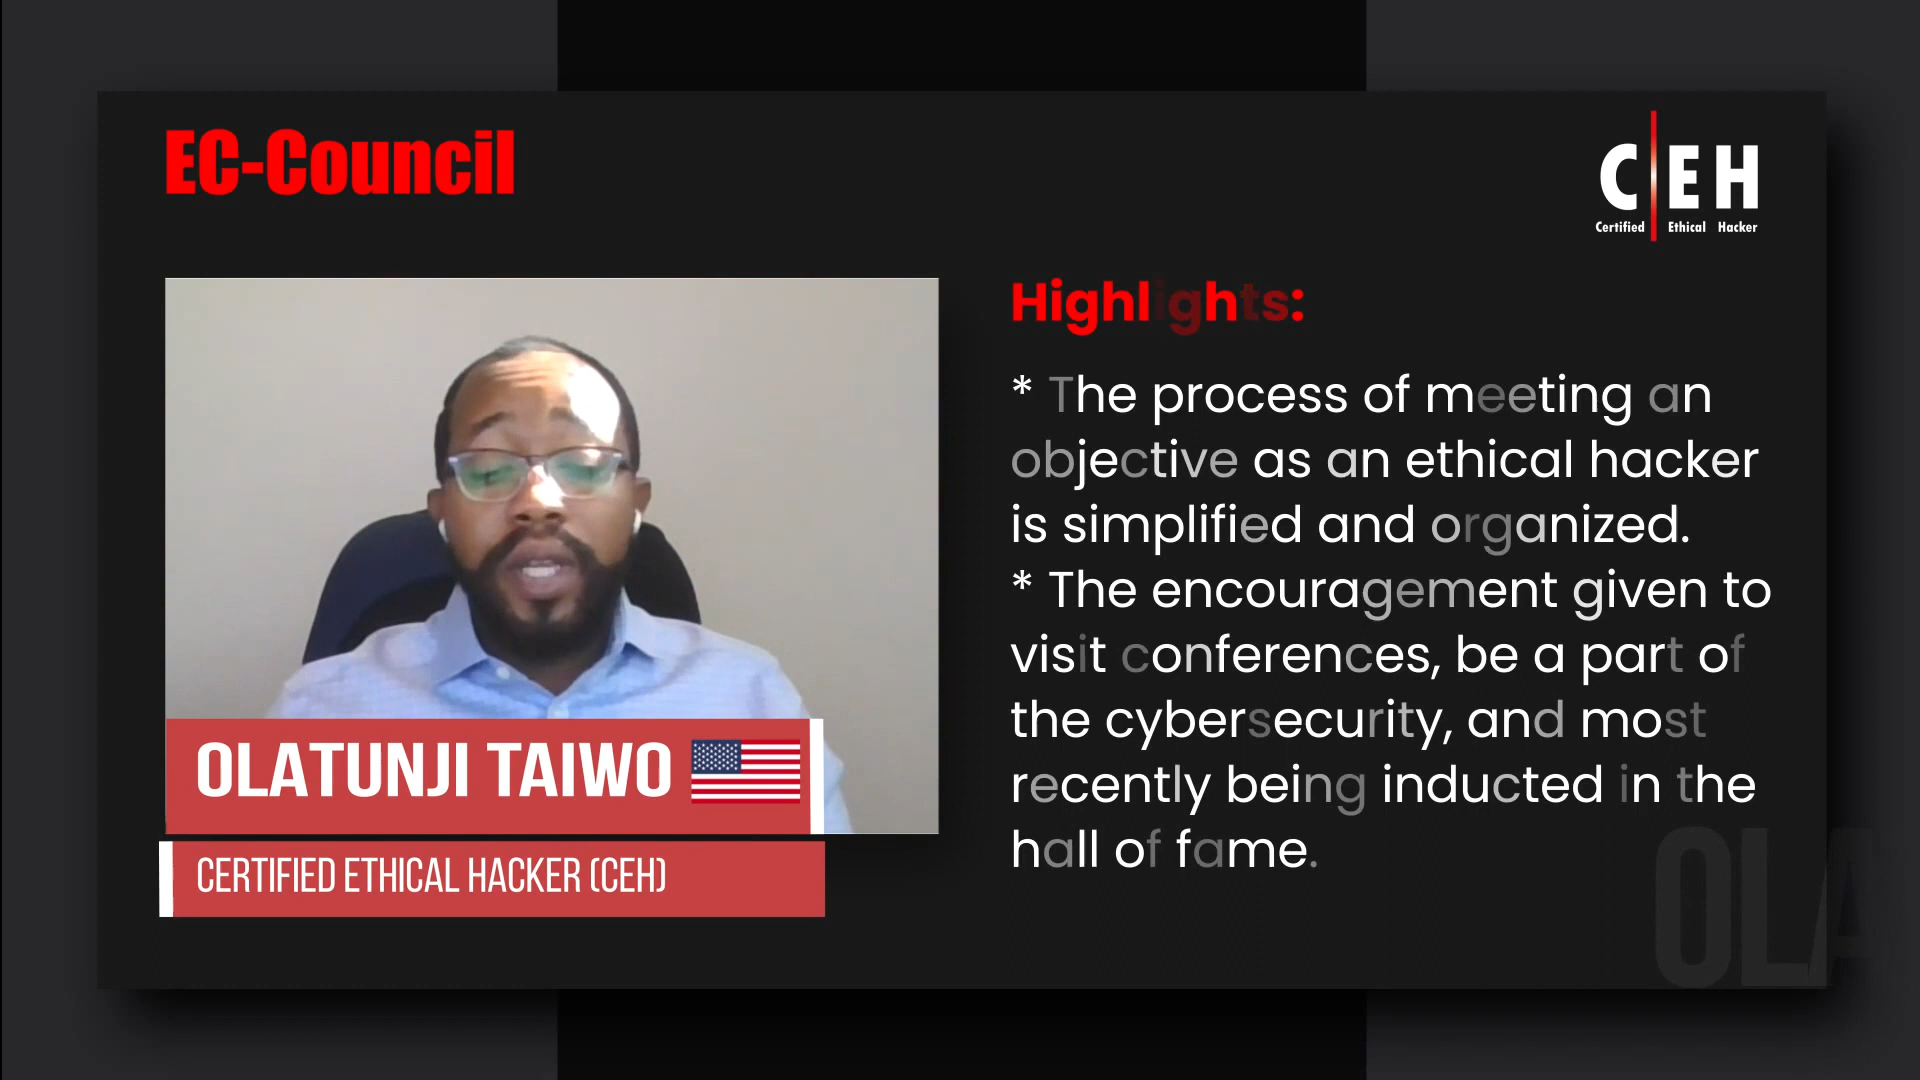 EC-Council
C EH
Certified Ethical Hacker
Highlights:
* The process of meeting an
objective as an ethical hacker
is simplified and organized.
* The encouragement given to
visit conferences, be a part of
the cybersecurity, and most
recently being inducted in the
hall of fame.
OLATUNJI TAIWO
CERTIFIED ETHICAL HACKER (CEH)
OLA